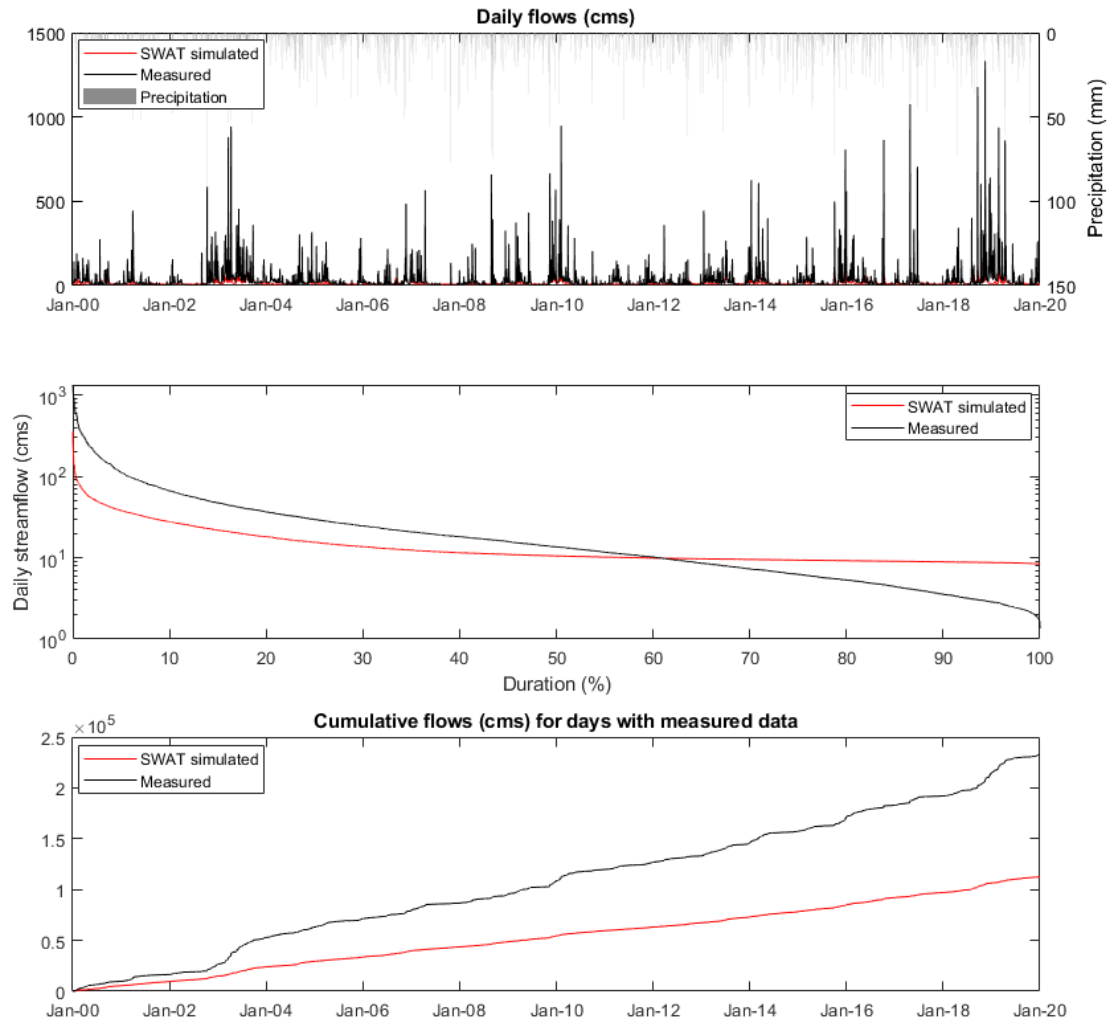 Daily flows (cms)
1500
1000
500
0
SWAT simulated
Measured
Precipitation
0
50
100
150
Precipitation (mm)
Jan-00 Jan-02 Jan-04 Jan-06 Jan-08 Jan-10 Jan-12 Jan-14 Jan-16 Jan-18 Jan-20
Daily streamflow (cms)
10³
10²
10¹
10⁰
SWAT simulated
Measured
0 10 20 30 40 50 60 70 80 90 100
Duration (%)
Cumulative flows (cms) for days with measured data
×10⁵
2.5
2
1.5
1
0.5
0
SWAT simulated
Measured
Jan-00 Jan-02 Jan-04 Jan-06 Jan-08 Jan-10 Jan-12 Jan-14 Jan-16 Jan-18 Jan-20